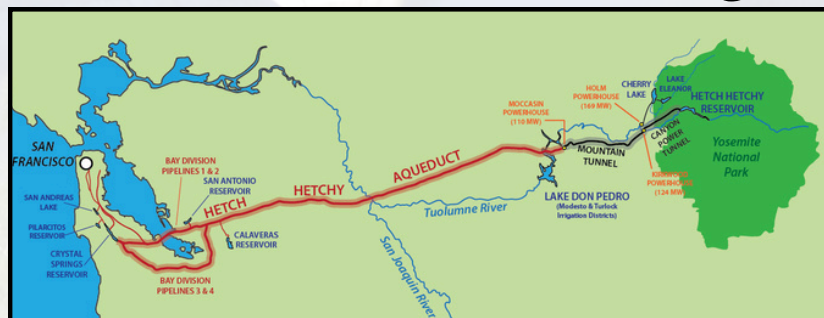 SAN
FRANCISCO
SAN ANDREAS
LAKE
PILARCITOS
RESERVOIR
CRYSTAL
SPRINGS
RESERVOIR
BAY DIVISION
PIPELINES 1 & 2
SAN ANTONIO
RESERVOIR
CALAVERAS
RESERVOIR
BAY DIVISION
PIPELINES 3 & 4
HETCH
HETCHY
AQUEDUCT
San Joaquin River
Tuolumne River
MOCCASIN
POWERHOUSE
(110 MW)
LAKE DON PEDRO
(Modesto & Turlock
Irrigation Districts)
MOUNTAIN
TUNNEL
HOLM
POWERHOUSE
(169 MW)
CHERRY
LAKE
LAKE
ELEANOR
HETCH HETCHY
RESERVOIR
CANYON
POWER
TUNNEL
KIRKWOOD
POWERHOUSE
(124 MW)
Yosemite
National
Park